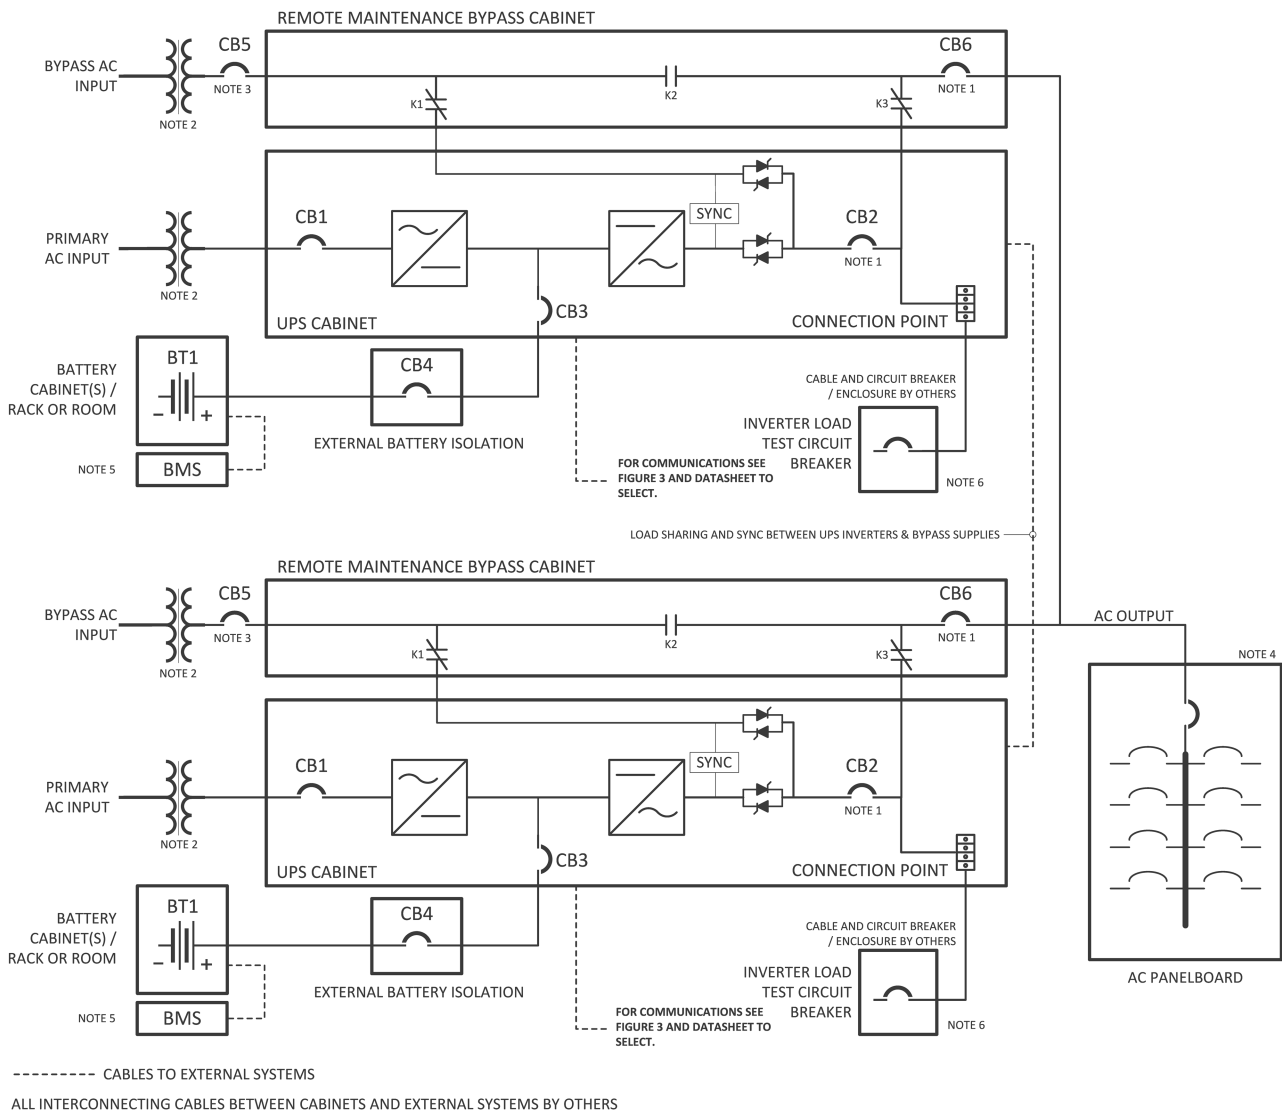 REMOTE MAINTENANCE BYPASS CABINET
CB5
CB6
BYPASS AC
INPUT
NOTE 3
NOTE 1
K2
K1
K3
NOTE 2
SYNC
CB1
CB2
PRIMARY
AC INPUT
NOTE 1
NOTE 2
CB3
UPS CABINET
CONNECTION POINT
BT1
CB4
BATTERY
CABINET(S) /
RACK OR ROOM
- +
CABLE AND CIRCUIT BREAKER
/ ENCLOSURE BY OTHERS
EXTERNAL BATTERY ISOLATION
INVERTER LOAD
TEST CIRCUIT
BREAKER
NOTE 5
BMS
FOR COMMUNICATIONS SEE
FIGURE 3 AND DATASHEET TO
SELECT.
NOTE 6
LOAD SHARING AND SYNC BETWEEN UPS INVERTERS & BYPASS SUPPLIES
REMOTE MAINTENANCE BYPASS CABINET
CB5
CB6
BYPASS AC
INPUT
NOTE 3
NOTE 1
AC OUTPUT
K2
K1
K3
NOTE 2
NOTE 4
SYNC
CB1
CB2
PRIMARY
AC INPUT
NOTE 1
NOTE 2
CB3
UPS CABINET
CONNECTION POINT
BT1
CB4
BATTERY
CABINET(S) /
RACK OR ROOM
- +
CABLE AND CIRCUIT BREAKER
/ ENCLOSURE BY OTHERS
EXTERNAL BATTERY ISOLATION
INVERTER LOAD
TEST CIRCUIT
BREAKER
AC PANELBOARD
NOTE 5
BMS
FOR COMMUNICATIONS SEE
FIGURE 3 AND DATASHEET TO
SELECT.
NOTE 6
CABLES TO EXTERNAL SYSTEMS
ALL INTERCONNECTING CABLES BETWEEN CABINETS AND EXTERNAL SYSTEMS BY OTHERS